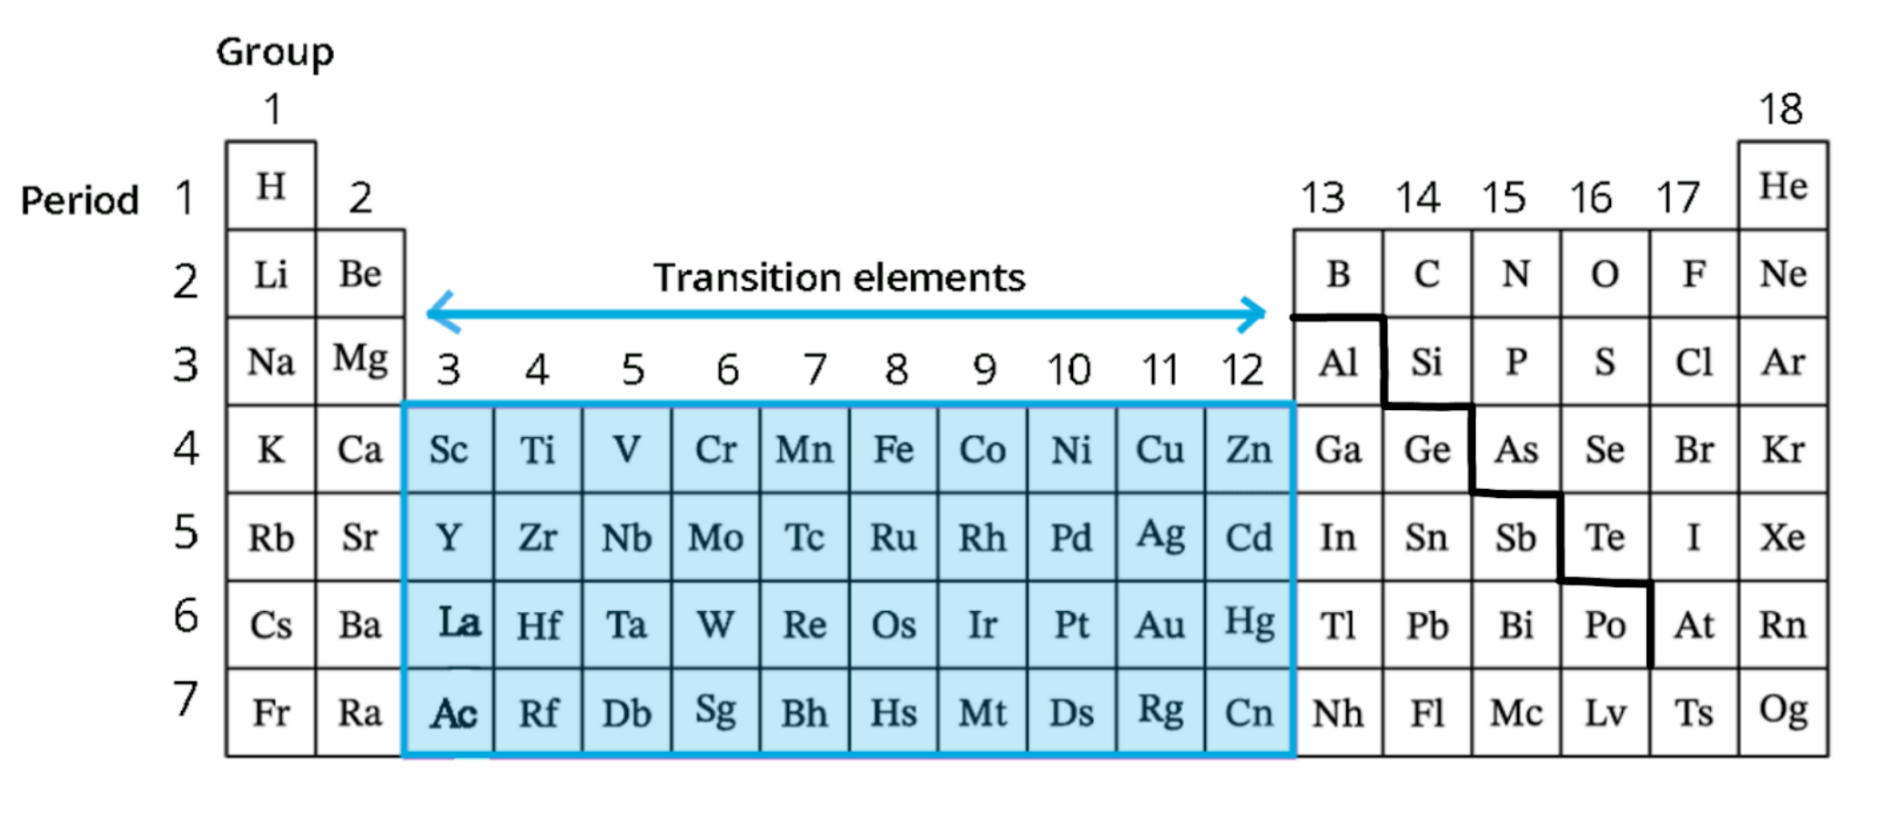 Group
1 18
Period 1 H 2 13 14 15 16 17 He
2 Li Be Transition elements B C N O F Ne
3 Na Mg 3 4 5 6 7 8 9 10 11 12 Al Si P S Cl Ar
4 K Ca Sc Ti V Cr Mn Fe Co Ni Cu Zn Ga Ge As Se Br Kr
5 Rb Sr Y Zr Nb Mo Tc Ru Rh Pd Ag Cd In Sn Sb Te I Xe
6 Cs Ba La Hf Ta W Re Os Ir Pt Au Hg Tl Pb Bi Po At Rn
7 Fr Ra Ac Rf Db Sg Bh Hs Mt Ds Rg Cn Nh Fl Mc Lv Ts Og